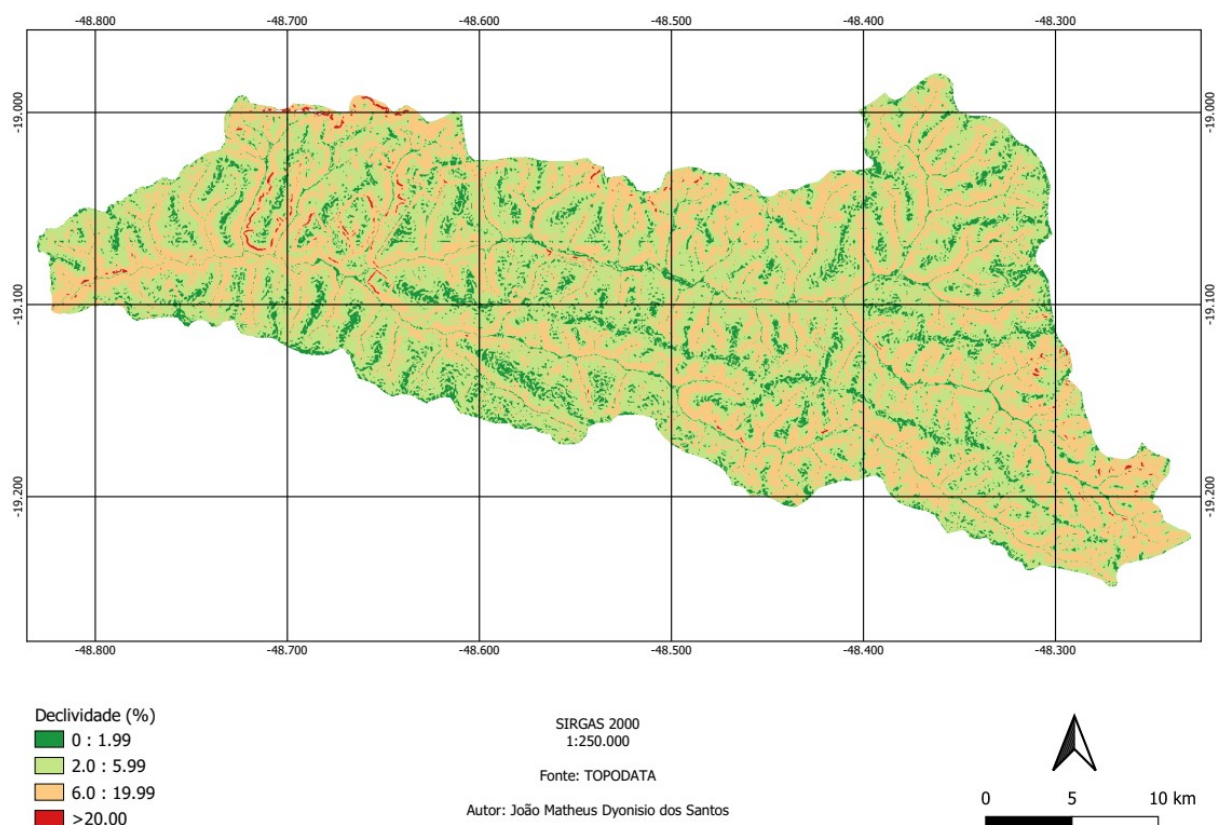 -48.800 -48.700 -48.600 -48.500 -48.400 -48.300
-19.000 -19.000
-19.100 -19.100
-19.200 -19.200
-48.800 -48.700 -48.600 -48.500 -48.400 -48.300
Declividade (%)
0 : 1.99
2.0 : 5.99
6.0 : 19.99
>20.00
SIRGAS 2000
1:250.000
Fonte: TOPODATA
Autor: João Matheus Dyonisio dos Santos
0 5 10 km